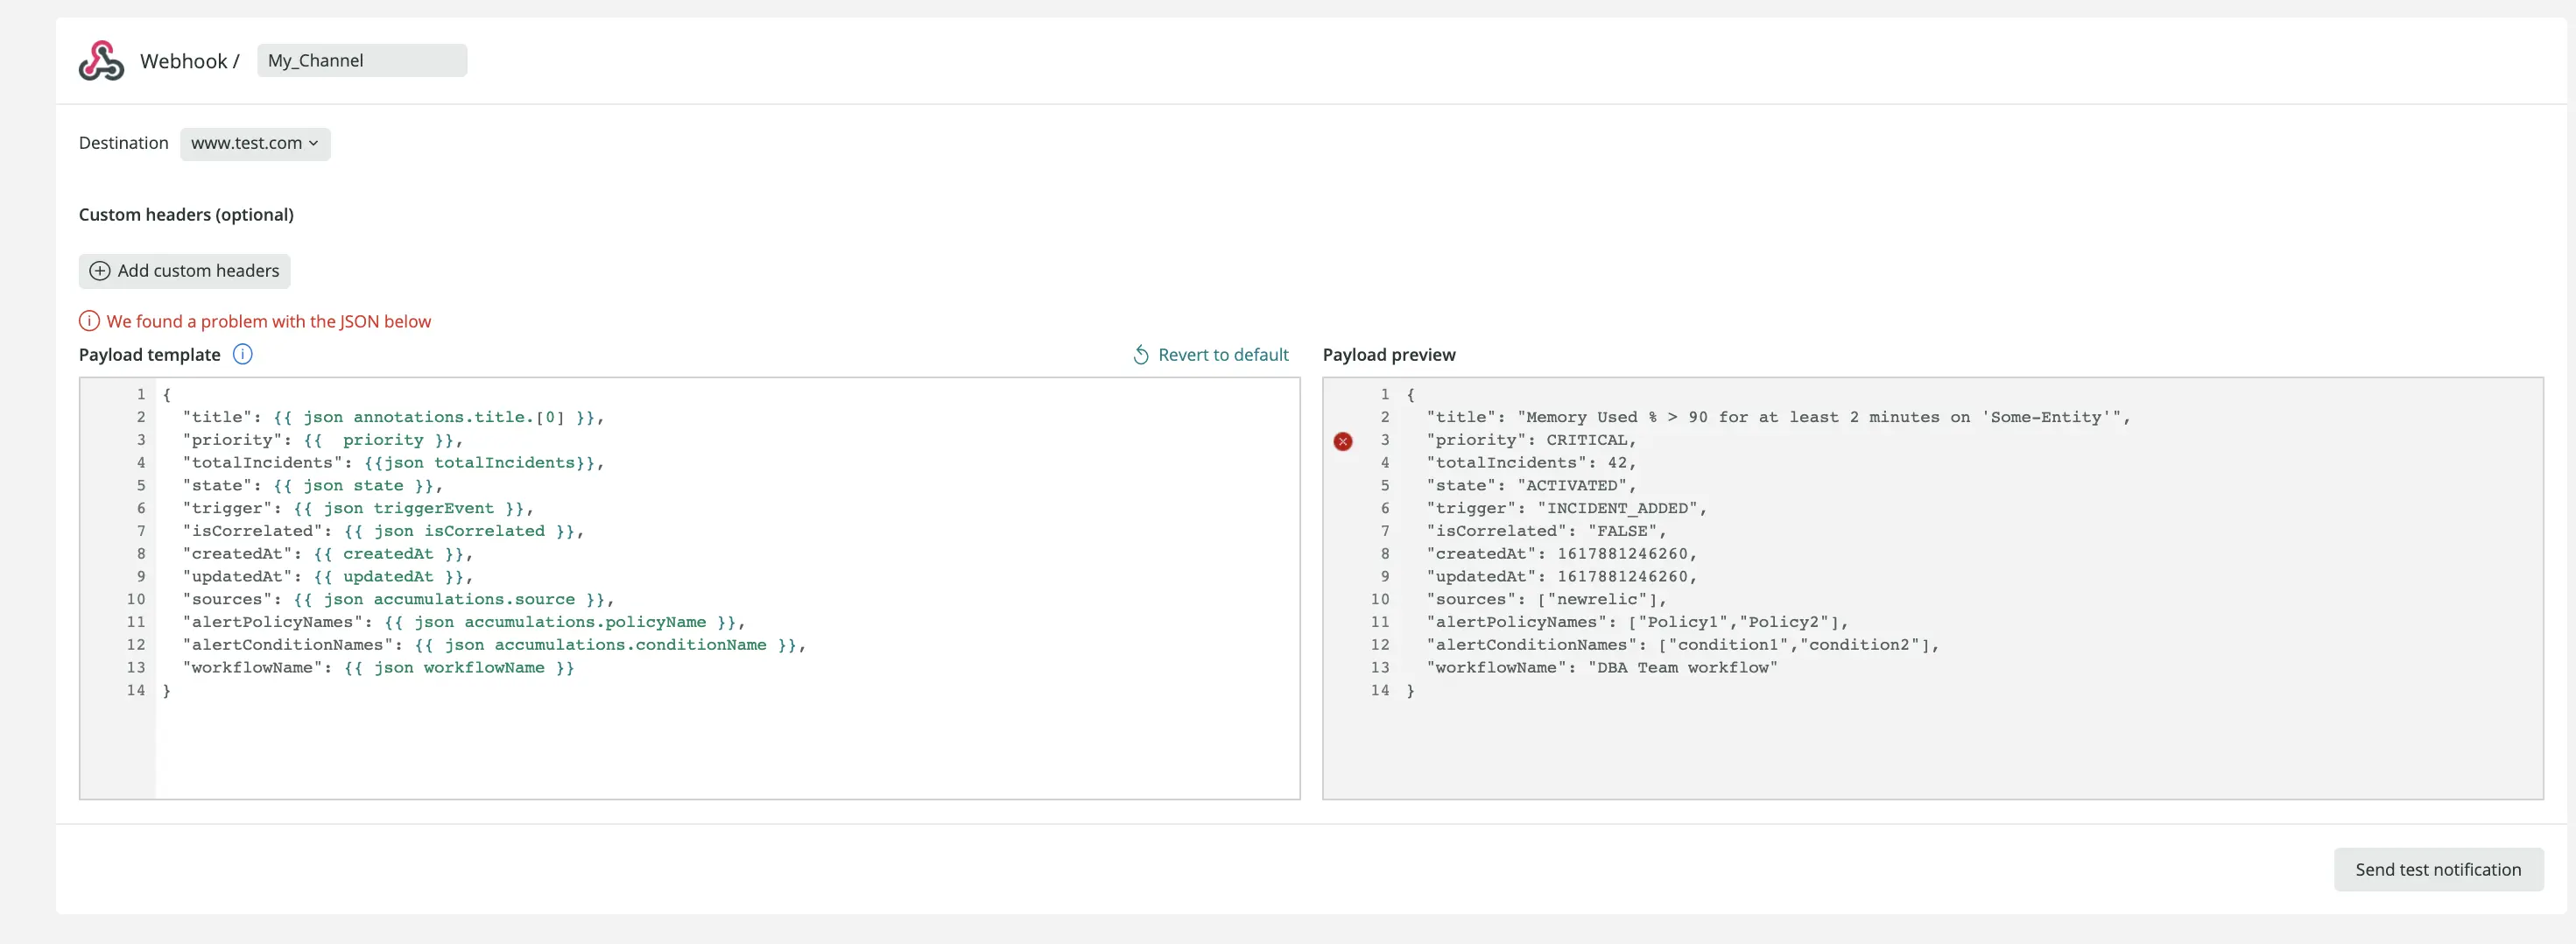 Webhook / My_Channel
Destination www.test.com
Custom headers (optional)
Add custom headers
We found a problem with the JSON below
Payload template Revert to default
1 {
2 "title": {{ json annotations.title.[0] }},
3 "priority": {{  priority }},
4 "totalIncidents": {{json totalIncidents}},
5 "state": {{ json state }},
6 "trigger": {{ json triggerEvent }},
7 "isCorrelated": {{ json isCorrelated }},
8 "createdAt": {{ createdAt }},
9 "updatedAt": {{ updatedAt }},
10 "sources": {{ json accumulations.source }},
11 "alertPolicyNames": {{ json accumulations.policyName }},
12 "alertConditionNames": {{ json accumulations.conditionName }},
13 "workflowName": {{ json workflowName }}
14 }
Payload preview
1 {
2 "title": "Memory Used % > 90 for at least 2 minutes on 'Some-Entity'",
3 "priority": CRITICAL,
4 "totalIncidents": 42,
5 "state": "ACTIVATED",
6 "trigger": "INCIDENT_ADDED",
7 "isCorrelated": "FALSE",
8 "createdAt": 1617881246260,
9 "updatedAt": 1617881246260,
10 "sources": ["newrelic"],
11 "alertPolicyNames": ["Policy1","Policy2"],
12 "alertConditionNames": ["condition1","condition2"],
13 "workflowName": "DBA Team workflow"
14 }
Send test notification